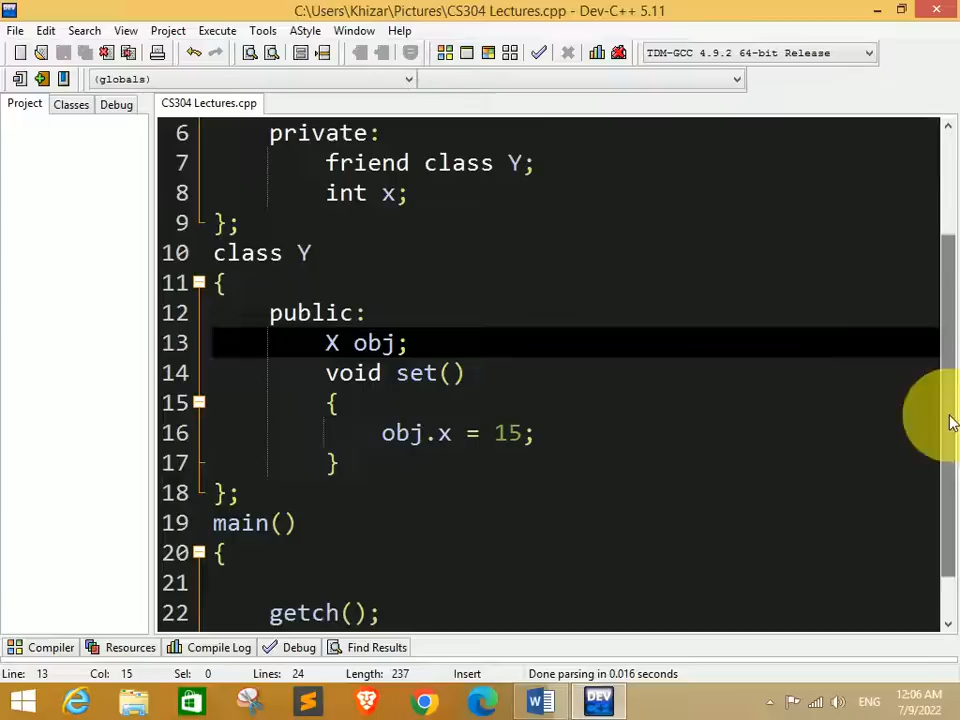 C:\Users\Khizar\Pictures\CS304 Lectures.cpp - Dev-C++ 5.11
File Edit Search View Project Execute Tools AStyle Window Help
TDM-GCC 4.9.2 64-bit Release
(globals)
Project Classes Debug CS304 Lectures.cpp
6 private:
7 friend class Y;
8 int x;
9 };
10 class Y
11 {
12 public:
13 X obj;
14 void set()
15 {
16 obj.x = 15;
17 }
18 };
19 main()
20 {
21
22 getch();
Compiler Resources Compile Log Debug Find Results
Line: 13 Col: 15 Sel: 0 Lines: 24 Length: 237 Insert Done parsing in 0.016 seconds
DEV
ENG
12:06 AM
7/9/2022